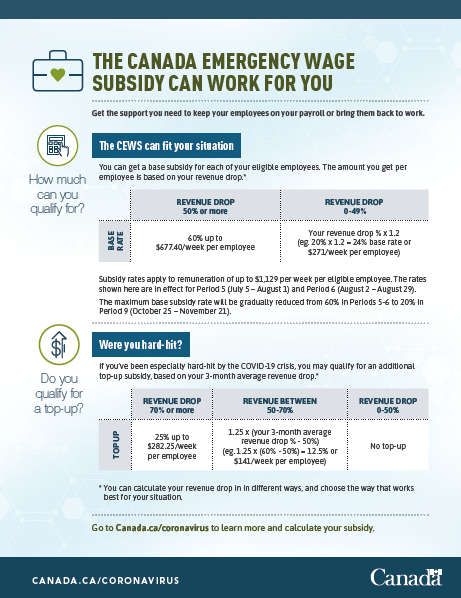 THE CANADA EMERGENCY WAGE
SUBSIDY CAN WORK FOR YOU
Get the support you need to keep your employees on your payroll or bring them back to work.
How much
can you
qualify for?
The CEWS can fit your situation
You can get a base subsidy for each of your eligible employees. The amount you get per
employee is based on your revenue drop.*
REVENUE DROP
50% or more
REVENUE DROP
0-49%
BASE
RATE
60% up to
$677.40/week per employee
Your revenue drop % x 1.2
(eg. 20% x 1.2 = 24% base rate or
$271/week per employee)
Subsidy rates apply to remuneration of up to $1,129 per week per eligible employee. The rates
shown here are in effect for Period 5 (July 5 – August 1) and Period 6 (August 2 – August 29).
The maximum base subsidy rate will be gradually reduced from 60% in Periods 5-6 to 20% in
Period 9 (October 25 – November 21).
Do you
qualify for
a top-up?
Were you hard-hit?
If you've been especially hard-hit by the COVID-19 crisis, you may qualify for an additional
top-up subsidy, based on your 3-month average revenue drop.*
REVENUE DROP
70% or more
REVENUE BETWEEN
50-70%
REVENUE DROP
0-50%
TOP UP
25% up to
$282.25/week
per employee
1.25 x (your 3-month average
revenue drop % - 50%)
(eg. 1.25 x (60% - 50%) = 12.5% or
$141/week per employee)
No top-up
* You can calculate your revenue drop in in different ways, and choose the way that works
best for your situation.
Go to Canada.ca/coronavirus to learn more and calculate your subsidy.
CANADA.CA/CORONAVIRUS
Canada